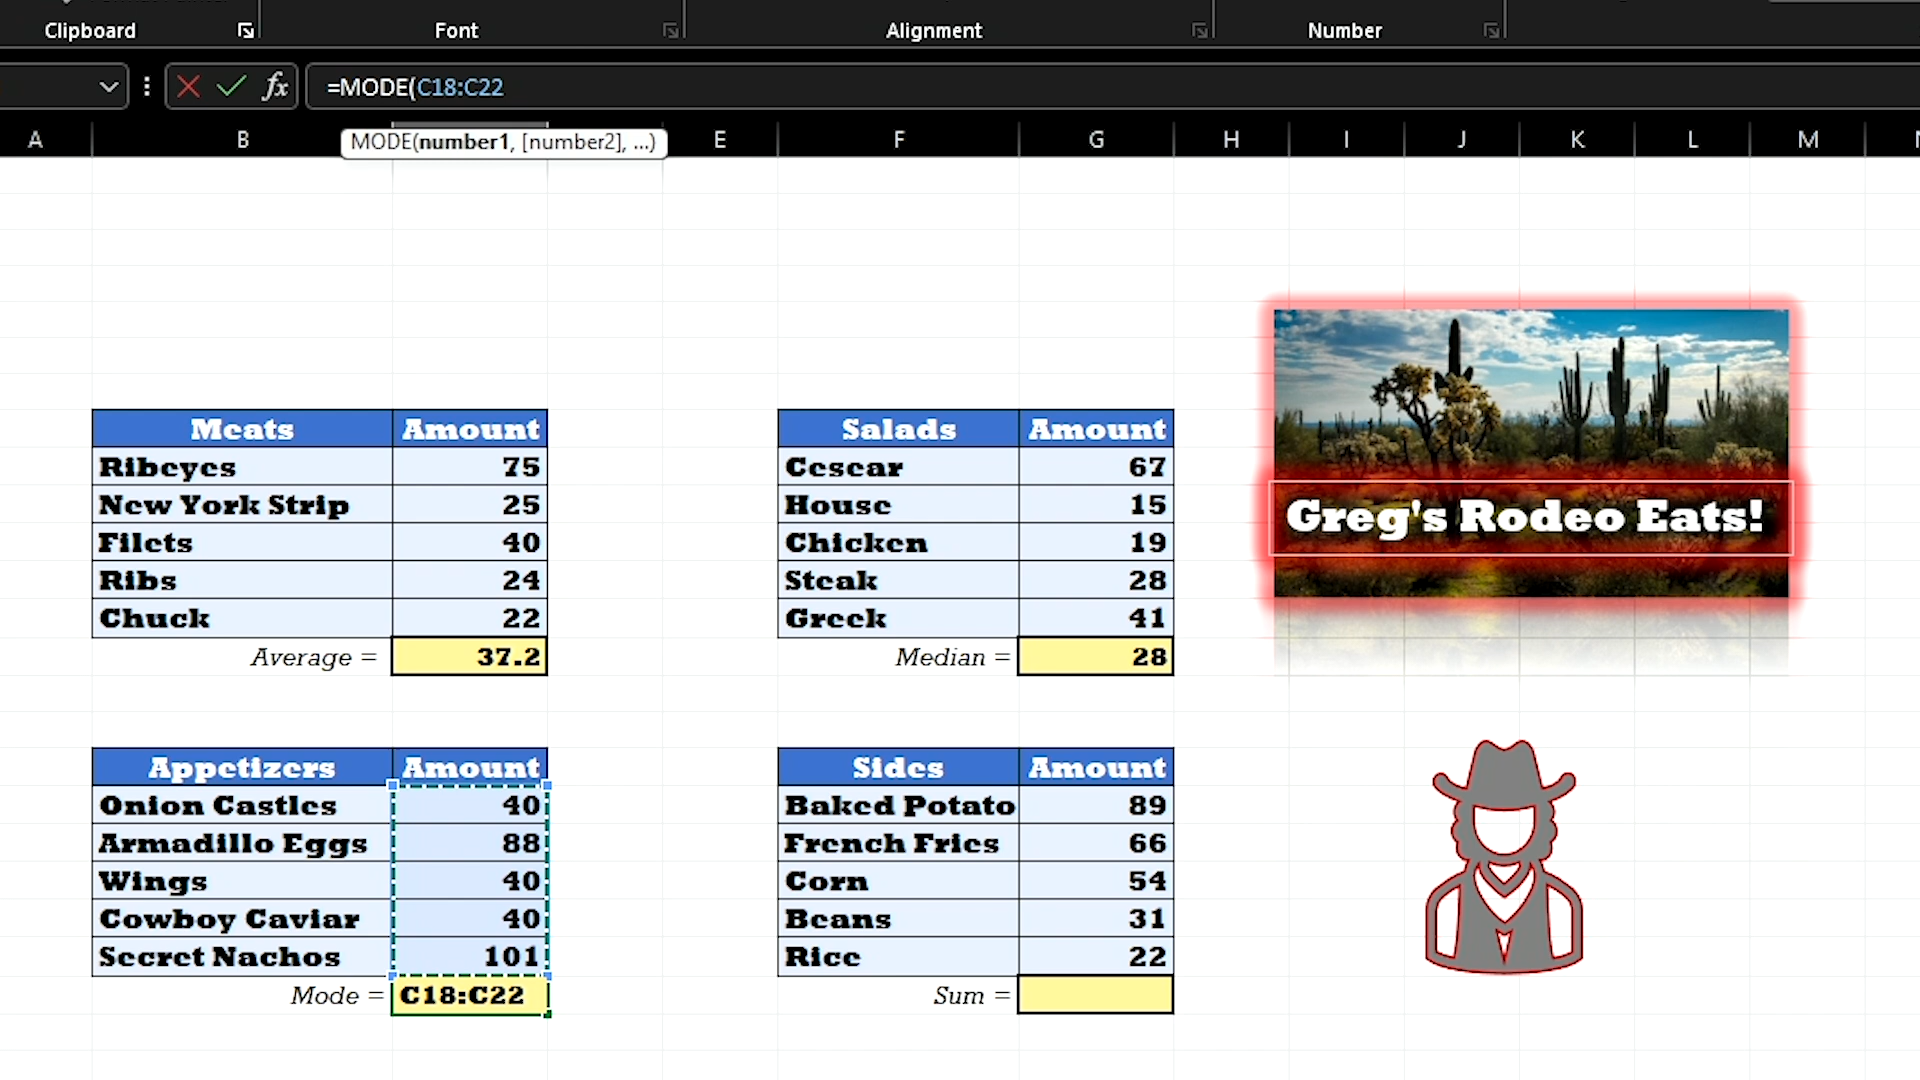 Clipboard Font Alignment Number
fx =MODE(C18:C22
MODE(number1, [number2], ...)
A B E F G H I J K L M
Meats Amount
Ribeyes 75
New York Strip 25
Filets 40
Ribs 24
Chuck 22
Average = 37.2
Salads Amount
Cesear 67
House 15
Chicken 19
Steak 28
Greek 41
Median = 28
Greg's Rodeo Eats!
Appetizers Amount
Onion Castles 40
Armadillo Eggs 88
Wings 40
Cowboy Caviar 40
Secret Nachos 101
Mode = C18:C22
Sides Amount
Baked Potato 89
French Fries 66
Corn 54
Beans 31
Rice 22
Sum =